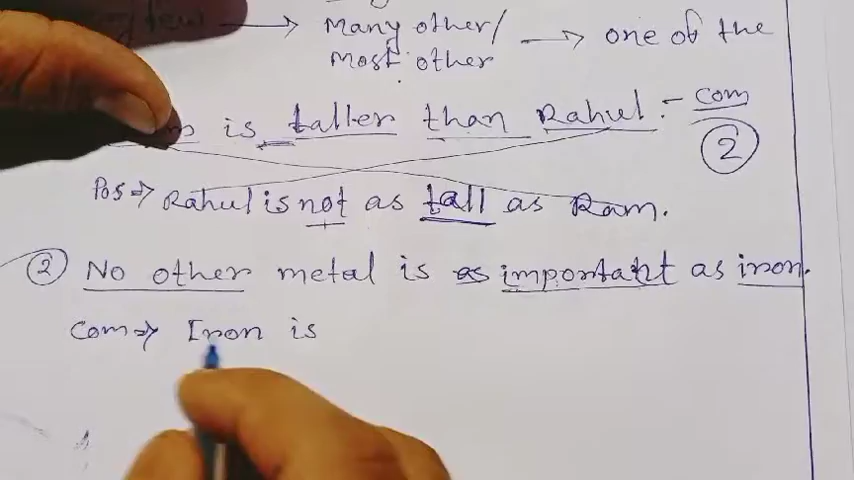 few → Many other/ → one of the
most other
is taller than Rahul. - com
②
Pos⇒ Rahul is not as tall as Ram.
② No other metal is as important as iron.
Com⇒ Iron is